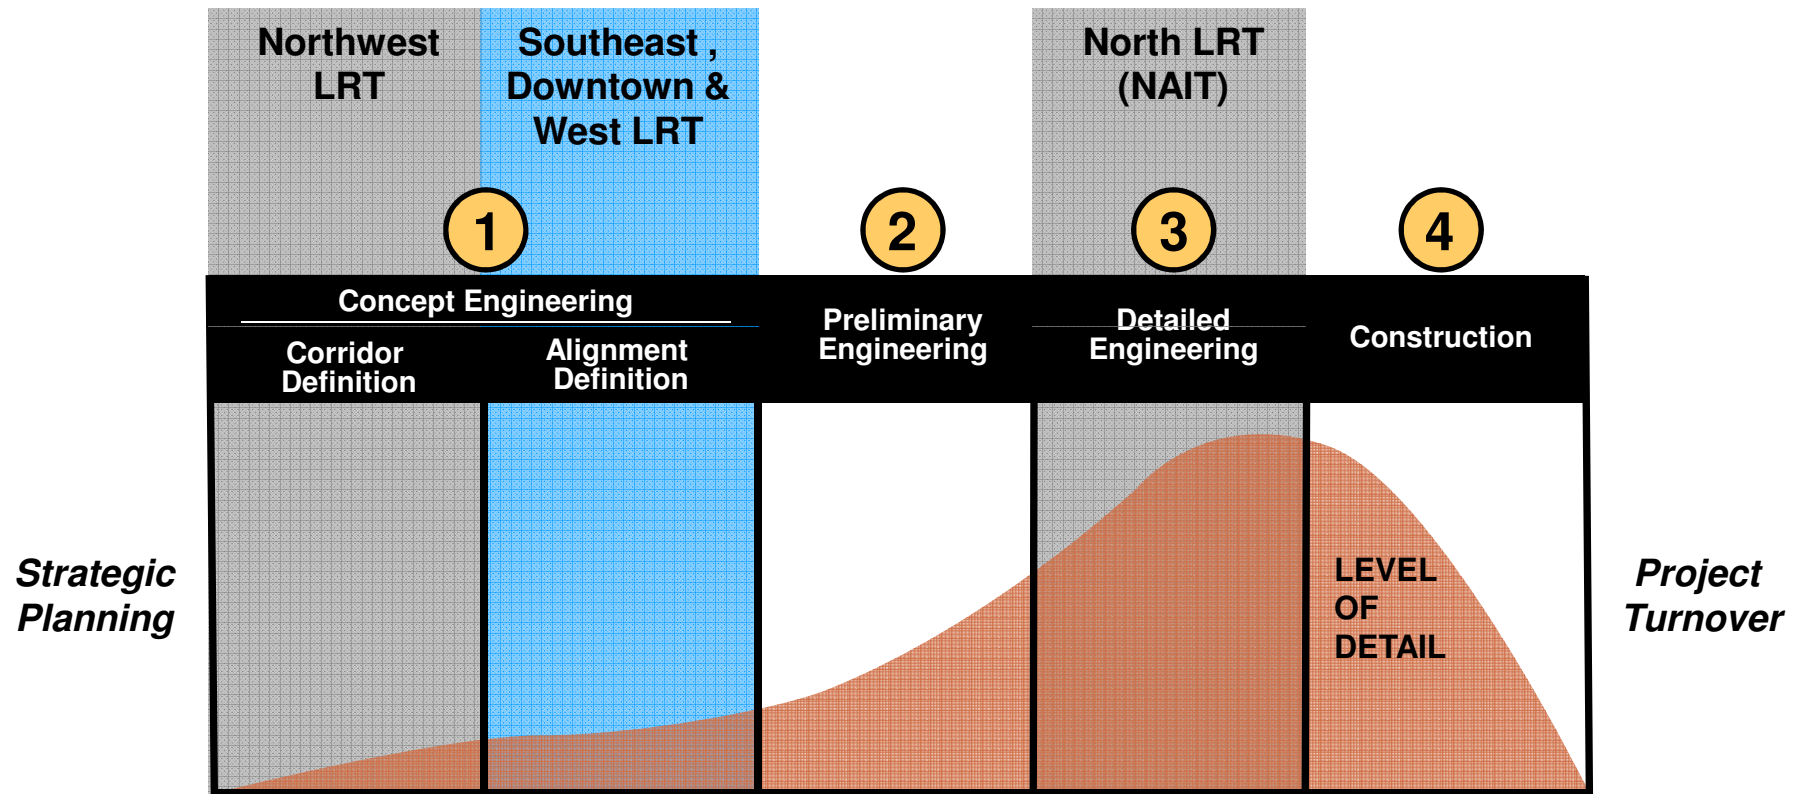 Northwest
LRT
Southeast ,
Downtown &
West LRT
North LRT
(NAIT)
1
2
3
4
Concept Engineering
Corridor
Definition
Alignment
Definition
Preliminary
Engineering
Detailed
Engineering
Construction
Strategic
Planning
LEVEL
OF
DETAIL
Project
Turnover